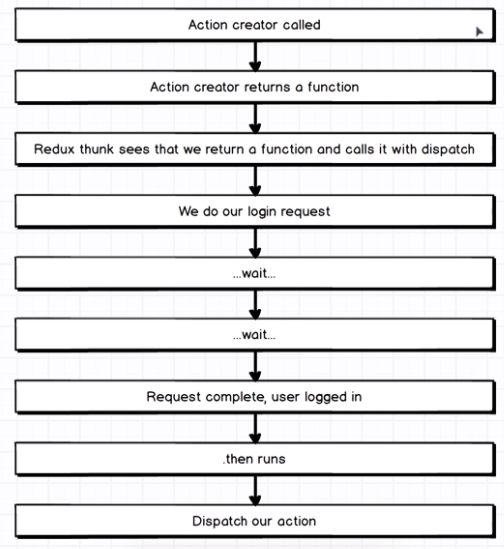 Action creator called
Action creator returns a function
Redux thunk sees that we return a function and calls it with dispatch
We do our login request
...wait...
...wait...
Request complete, user logged in
.then runs
Dispatch our action